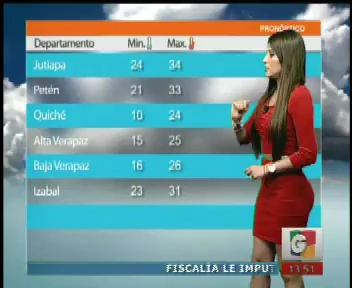 PRONÓSTICO
Departamento Min. Max.
Jutiapa 24 34
Petén 21 33
Quiché 10 24
Alta Verapaz 15 25
Baja Verapaz 16 26
Izabal 23 31
G
FISCALÍA LE IMPUT 13:51